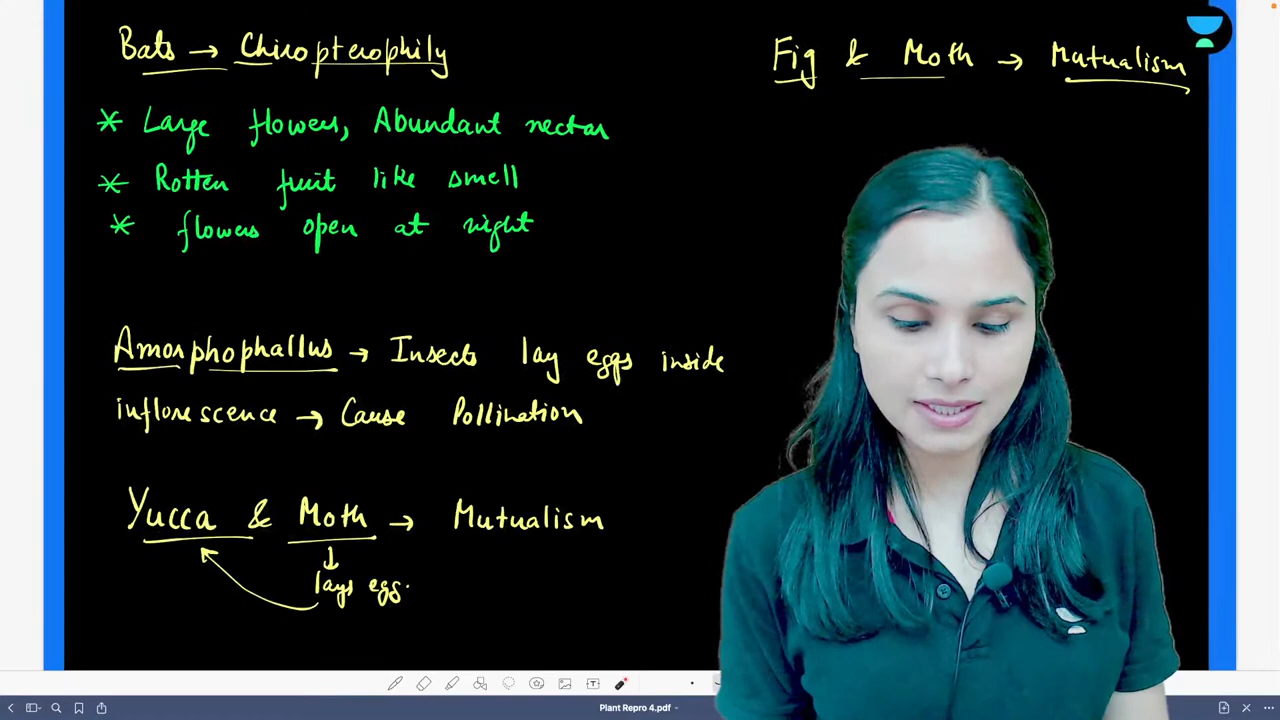 Bats → Chiropterophily
* Large flowers, Abundant nectar
* Rotten fruit like smell
* flowers open at night
Amorphophallus → Insects lay eggs inside
inflorescence → Cause Pollination
Yucca & Moth → Mutualism
↓
lays egg.
Fig & Moth → Mutualism
Plant Repro 4.pdf